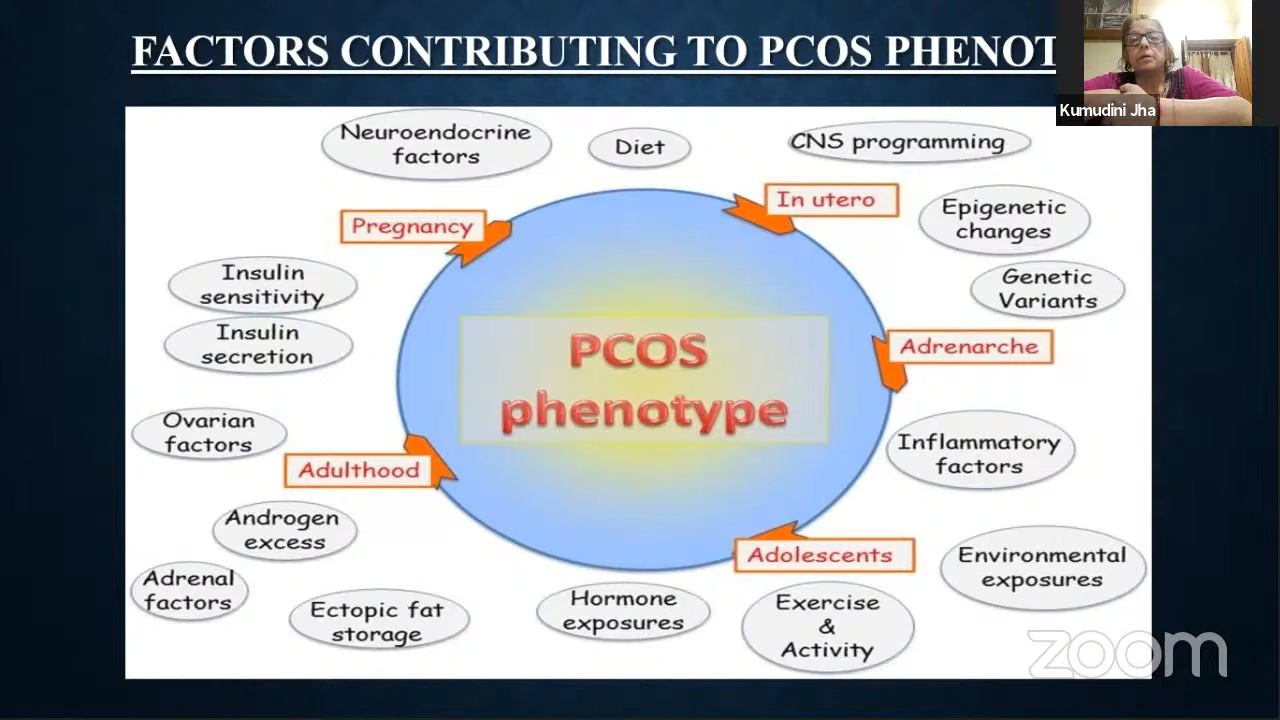 FACTORS CONTRIBUTING TO PCOS PHENOT
Kumudini Jha
Neuroendocrine
factors
Diet
CNS programming
In utero
Pregnancy
Epigenetic
changes
Insulin
sensitivity
Genetic
Variants
Insulin
secretion
Adrenarche
PCOS
phenotype
Ovarian
factors
Inflammatory
factors
Adulthood
Androgen
excess
Adolescents
Environmental
exposures
Adrenal
factors
Ectopic fat
storage
Hormone
exposures
Exercise
&
Activity
zoom